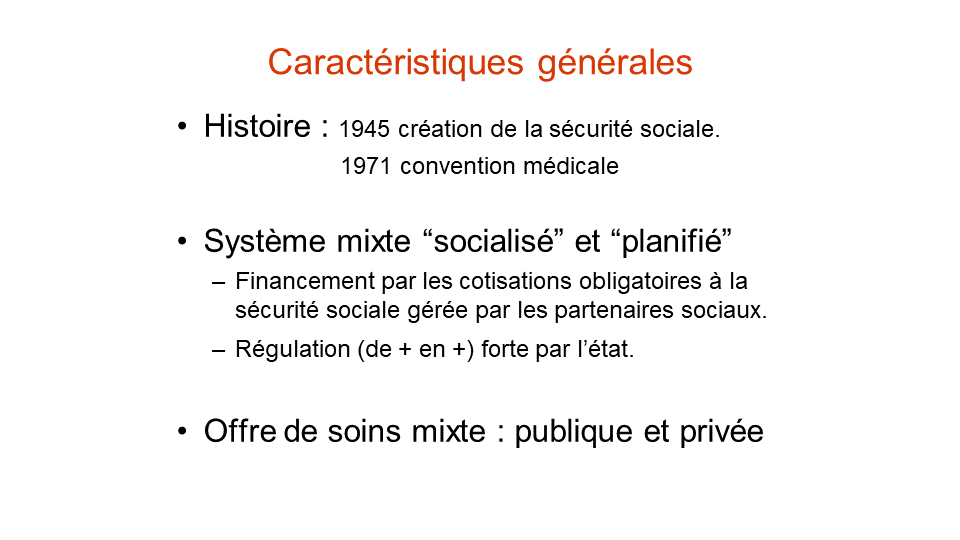 Caractéristiques générales
• Histoire : 1945 création de la sécurité sociale.
1971 convention médicale
• Système mixte “socialisé” et “planifié”
– Financement par les cotisations obligatoires à la
sécurité sociale gérée par les partenaires sociaux.
– Régulation (de + en +) forte par l’état.
• Offre de soins mixte : publique et privée